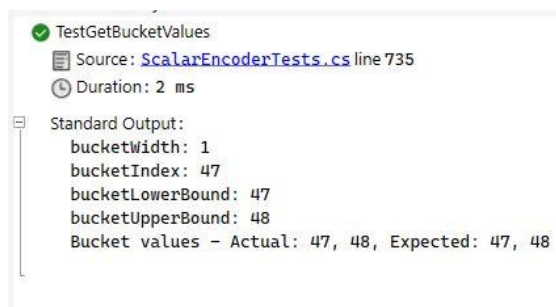 TestGetBucketValues
Source: ScalarEncoderTests.cs line 735
Duration: 2 ms
Standard Output:
bucketWidth: 1
bucketIndex: 47
bucketLowerBound: 47
bucketUpperBound: 48
Bucket values - Actual: 47, 48, Expected: 47, 48